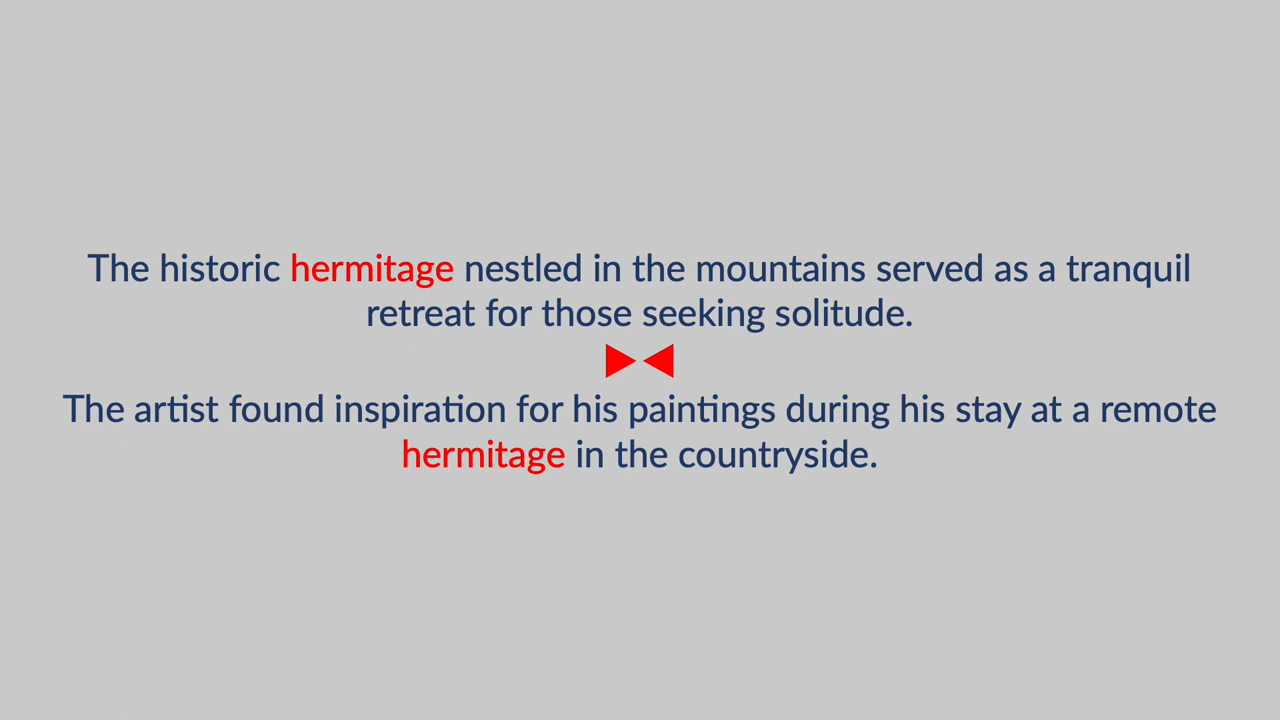 The historic hermitage nestled in the mountains served as a tranquil
retreat for those seeking solitude.
The artist found inspiration for his paintings during his stay at a remote
hermitage in the countryside.